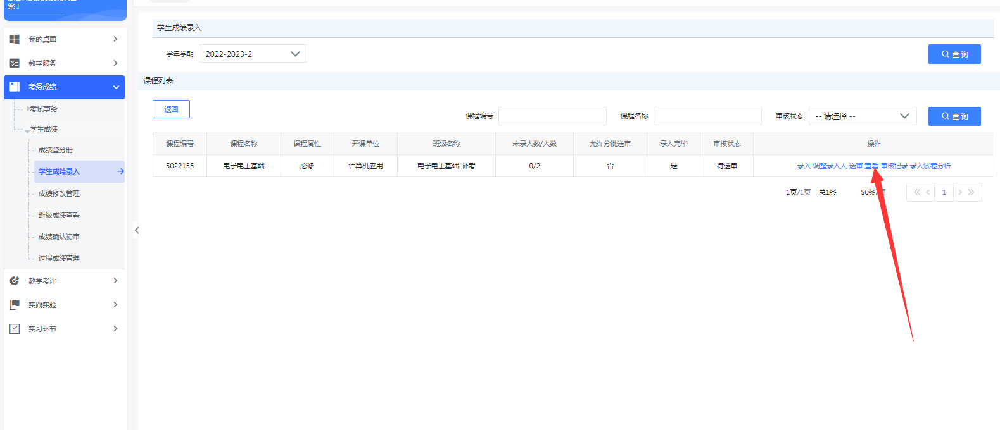 您！
我的桌面
教学服务
考务成绩
考试事务
学生成绩
成绩登分册
学生成绩录入
成绩修改管理
班级成绩查看
成绩确认初审
过程成绩管理
教学考评
实践实验
实习环节
学生成绩录入
学年学期 2022-2023-2 查 询
课程列表
返回
课程编号 课程名称 审核状态 -- 请选择 -- 查 询
课程编号 课程名称 课程属性 开课单位 班级名称 未录人数/人数 允许分批送审 录入完毕 审核状态 操作
5022155 电子电工基础 必修 计算机应用 电子电工基础_补考 0/2 否 是 待送审 录入 调整录入人 送审 查看 审核记录 录入试卷分析
1页/1页 总1条 50条/页 1